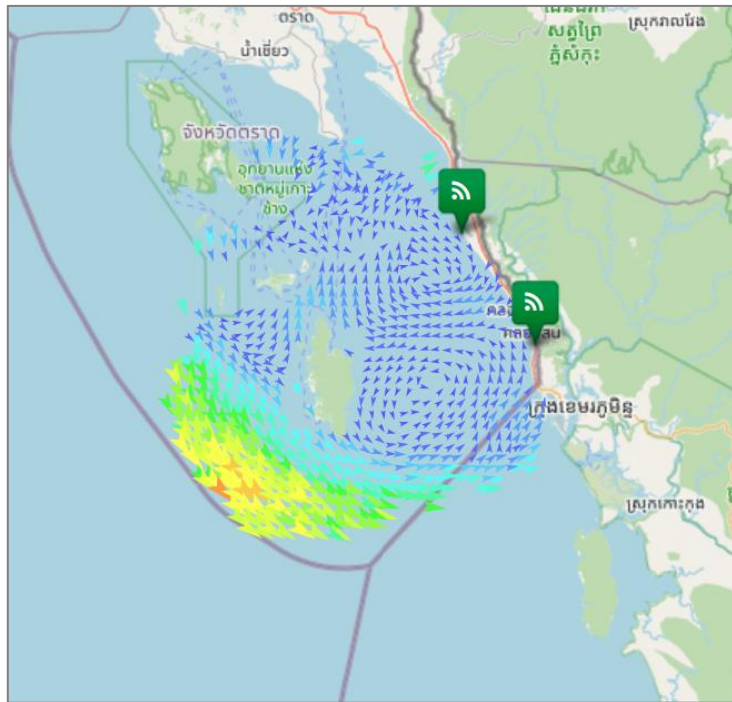 ตราด
น้ำเชี่ยว
ស្រុកវាលវែង
សត្វព្រៃ
ភ្នំសំកុះ
จังหวัดตราด
อุทยานแห่ง
ชาติหมู่เกาะ
ช้าง
ក្រុងខេមរភូមិន្ទ
ស្រុកកោះកុង